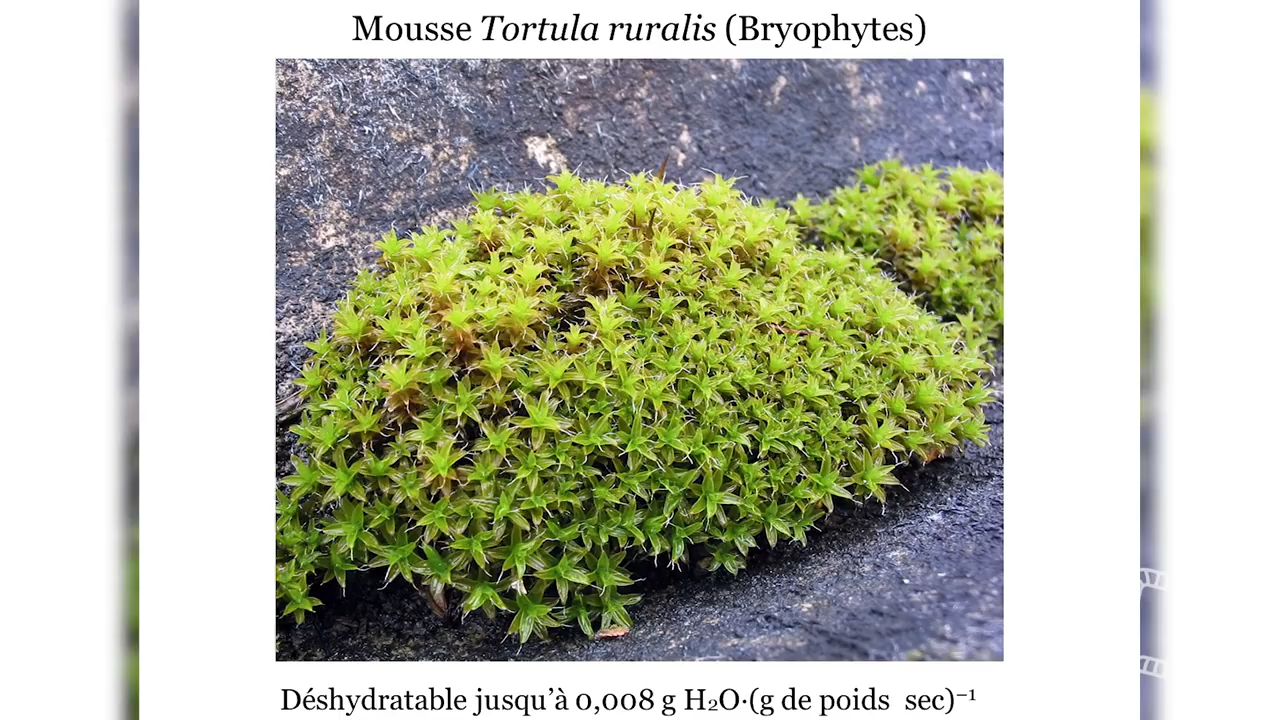 Mousse Tortula ruralis (Bryophytes)
Déshydratable jusqu’à 0,008 g H₂O·(g de poids sec)⁻¹